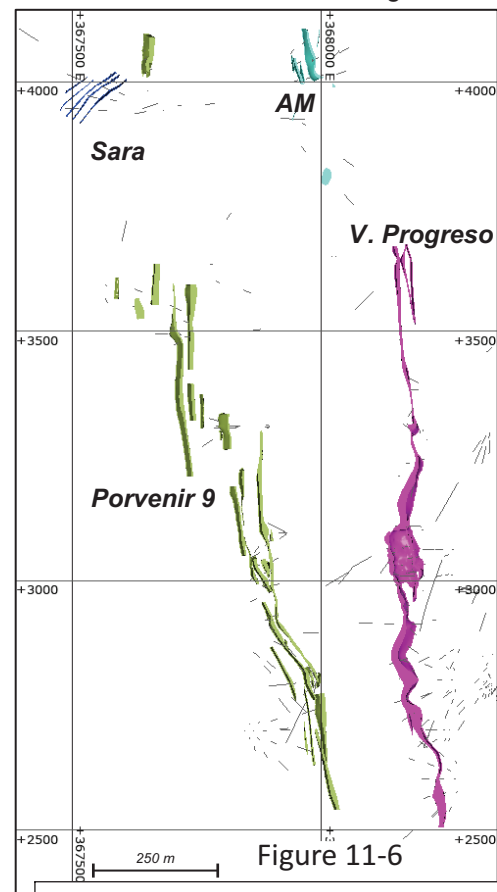 +367500 E
+368000 E
+4000
+4000
AM
Sara
V. Progreso
+3500
+3500
Porvenir 9
+3000
+3000
+2500
+2500
+367500
250 m
Figure 11-6